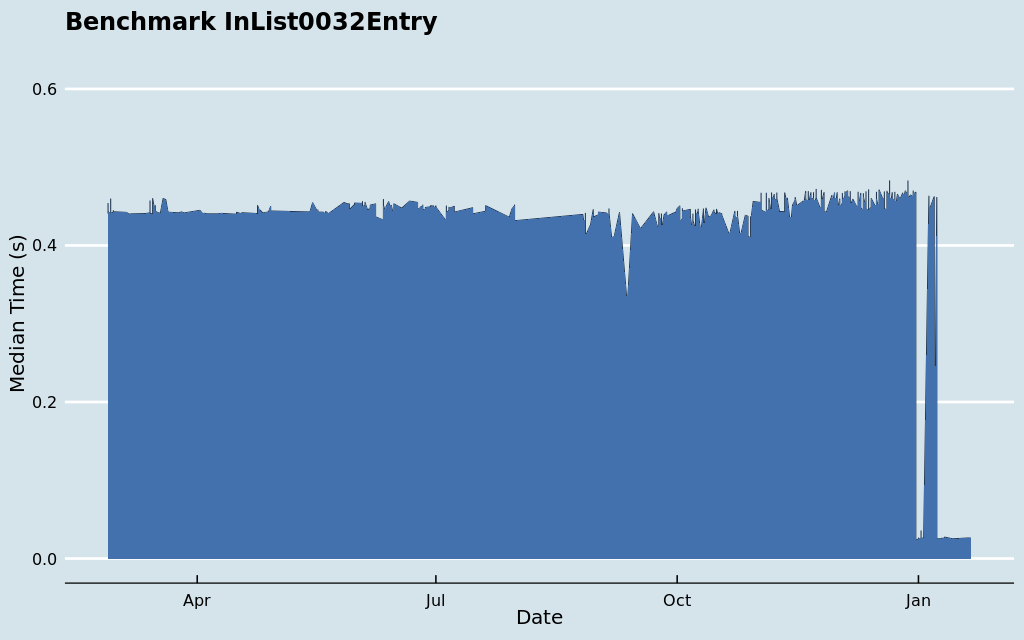 Benchmark InList0032Entry
0.6
0.4
0.2
0.0
Median Time (s)
Apr
Jul
Oct
Jan
Date